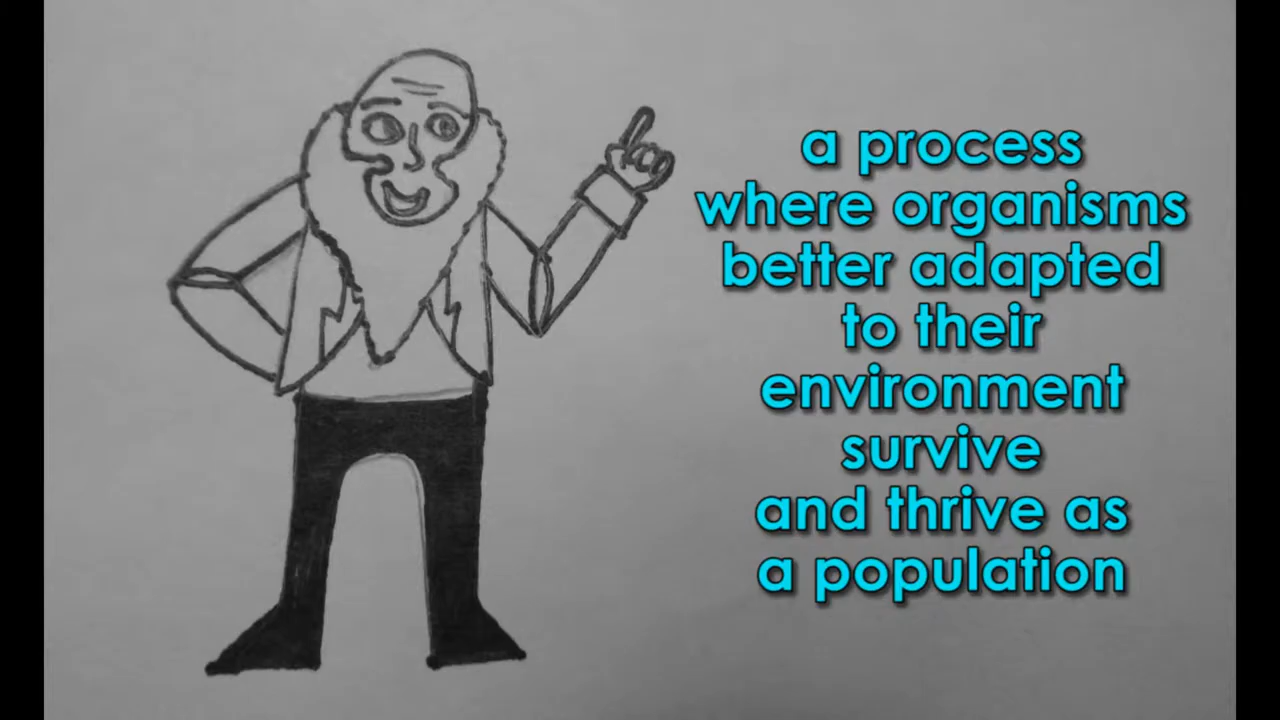 a process
where organisms
better adapted
to their
environment
survive
and thrive as
a population